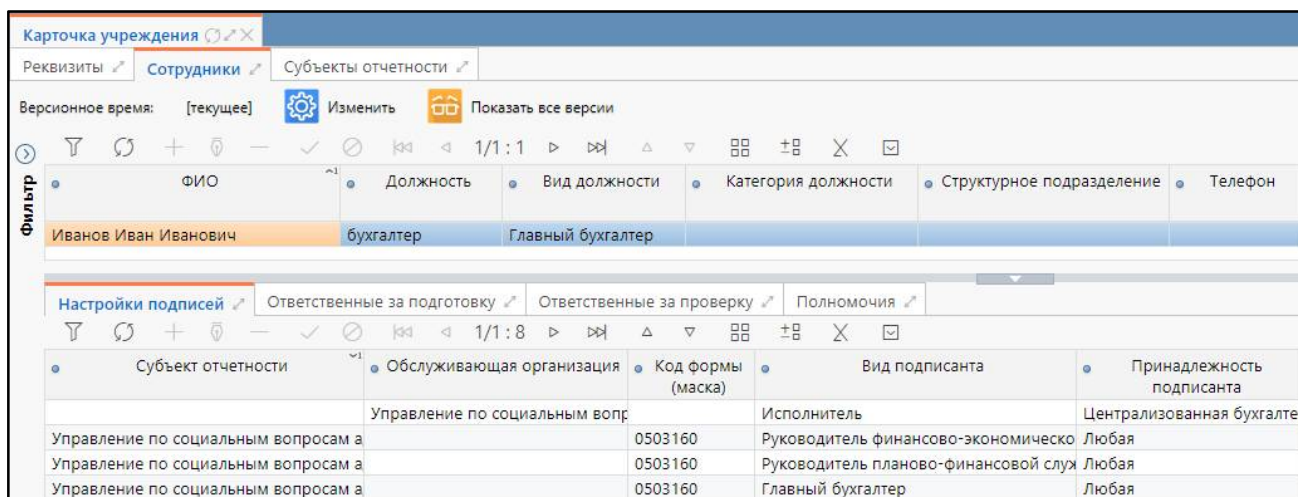 Карточка учреждения
Реквизиты Сотрудники Субъекты отчетности
Версионное время: [текущее] Изменить Показать все версии
1/1 : 1
Фильтр
ФИО 1 Должность Вид должности Категория должности Структурное подразделение Телефон
Иванов Иван Иванович бухгалтер Главный бухгалтер
Настройки подписей Ответственные за подготовку Ответственные за проверку Полномочия
1/1 : 8
Субъект отчетности 1 Обслуживающая организация Код формы (маска) Вид подписанта Принадлежность подписанта
Управление по социальным вопр Исполнитель Централизованная бухгалте
Управление по социальным вопросам а 0503160 Руководитель финансово-экономическо Любая
Управление по социальным вопросам а 0503160 Руководитель планово-финансовой служ Любая
Управление по социальным вопросам а 0503160 Главный бухгалтер Любая